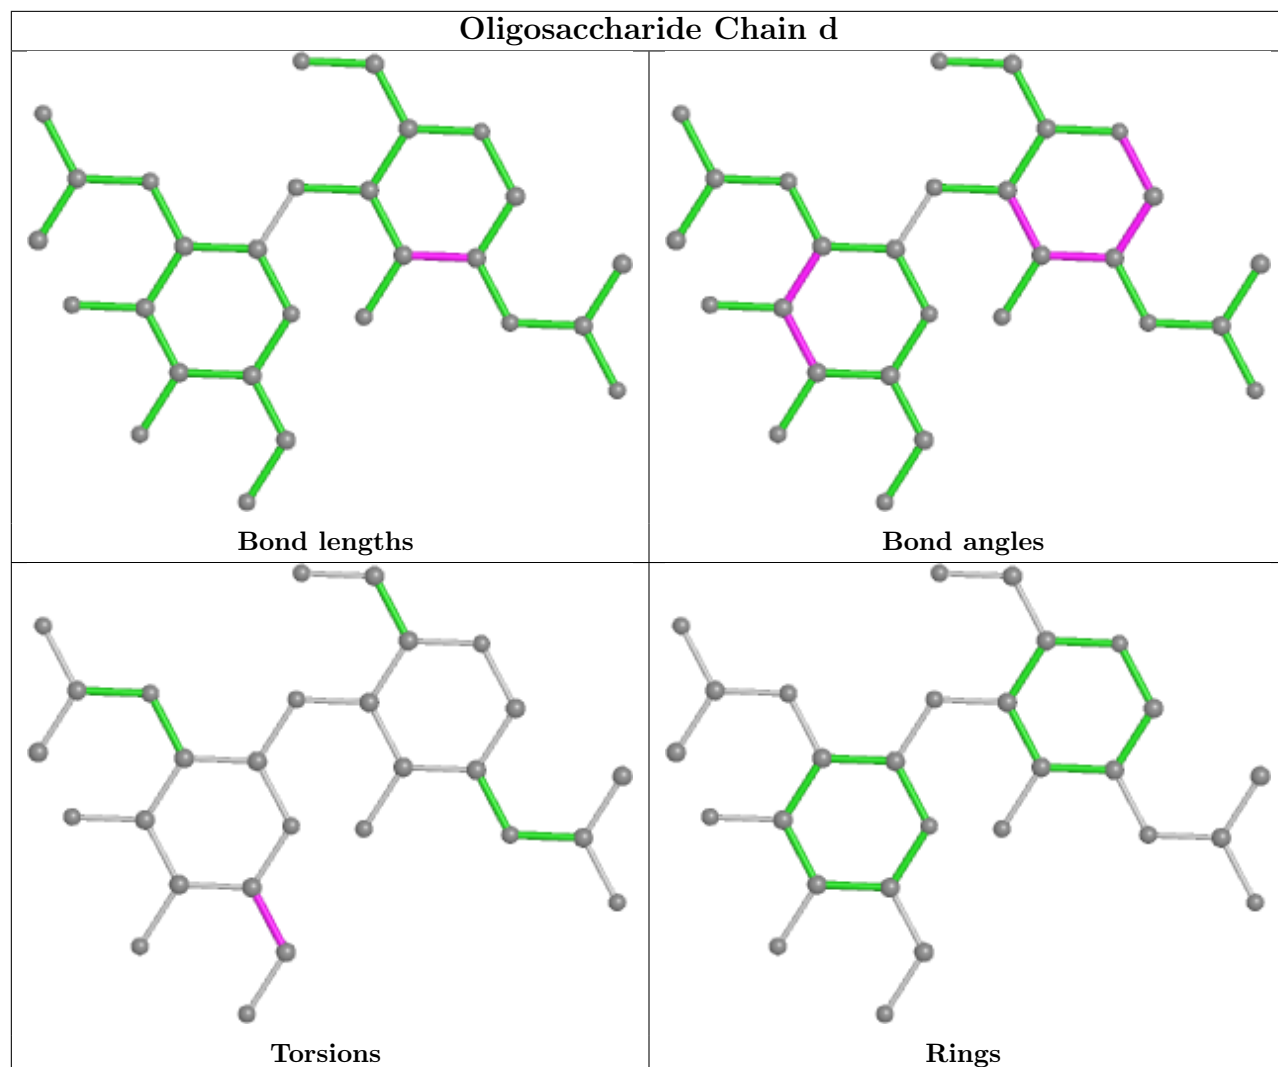 Oligosaccharide Chain d
Bond lengths
Bond angles
Torsions
Rings